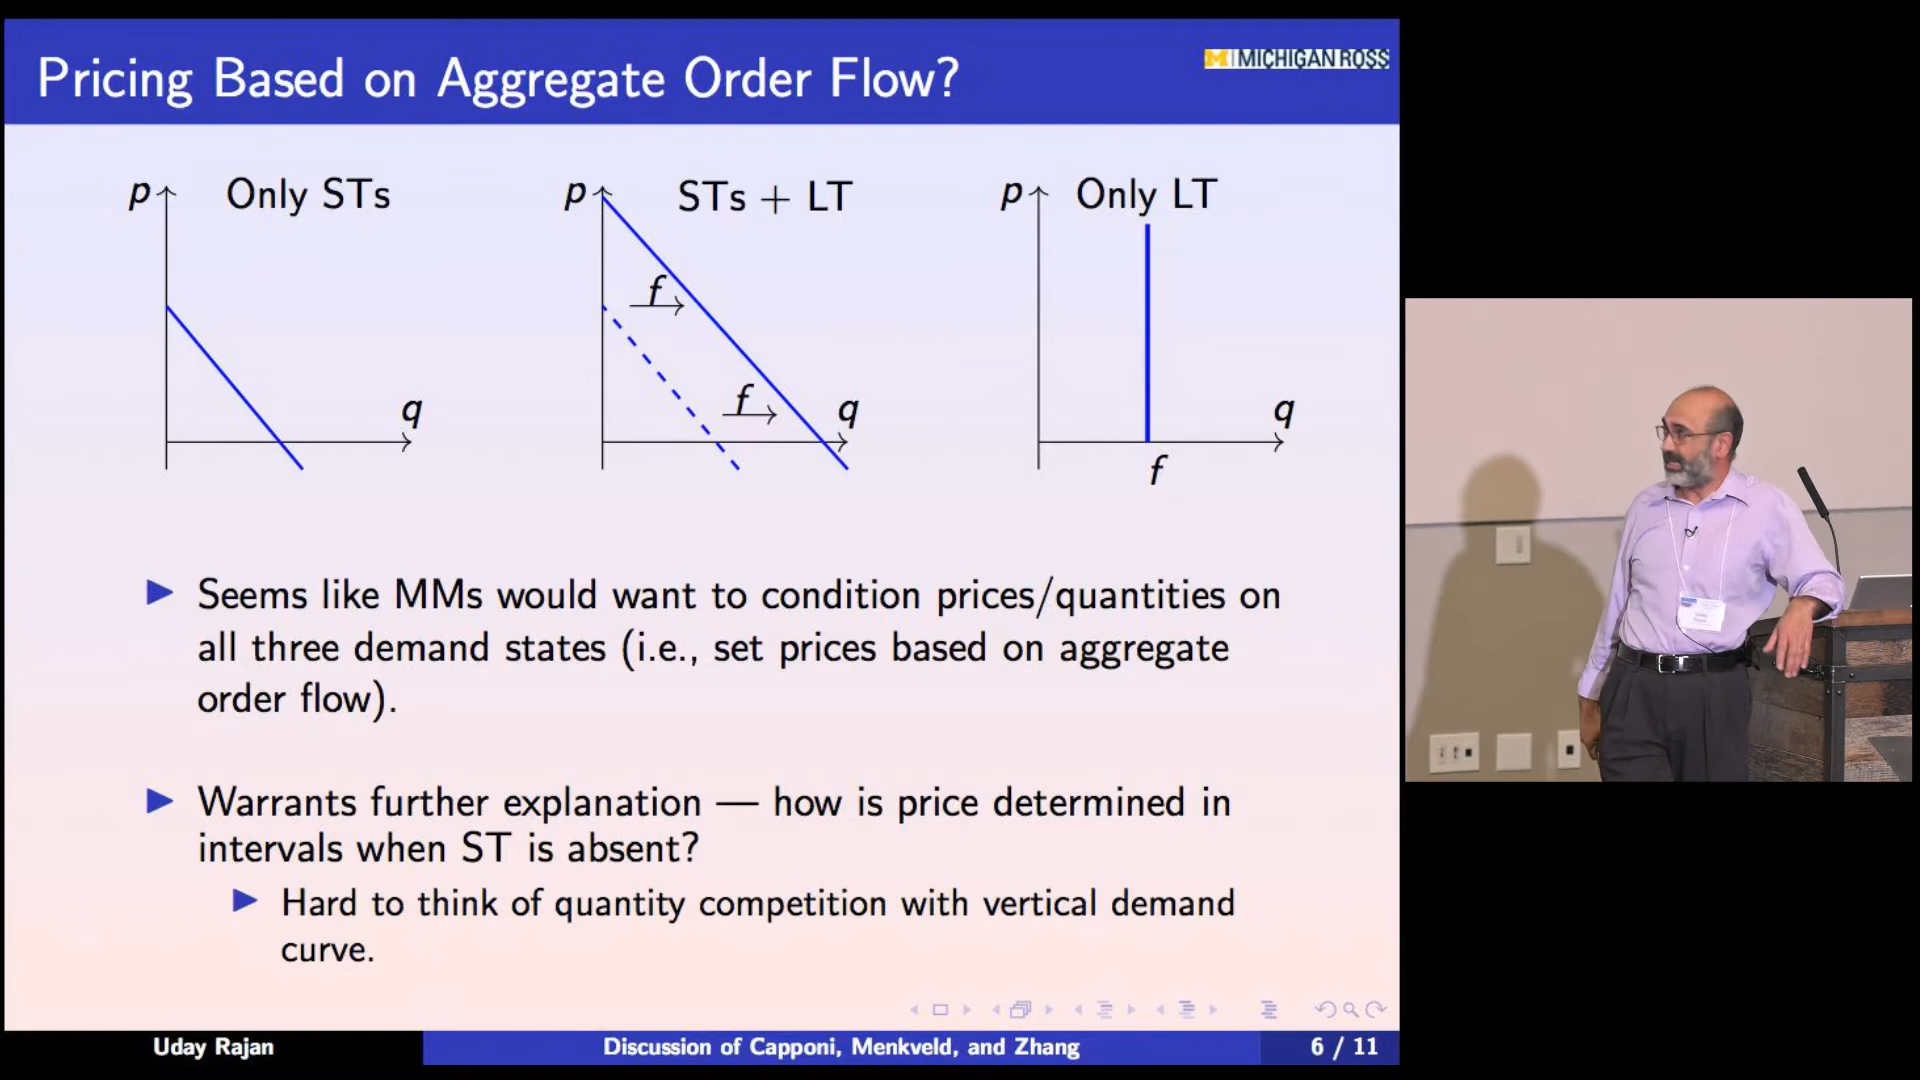 Pricing Based on Aggregate Order Flow?
M MICHIGAN ROSS
p Only STs
q
p STs + LT
f
f
q
p Only LT
q
f
Seems like MMs would want to condition prices/quantities on
all three demand states (i.e., set prices based on aggregate
order flow).
Warrants further explanation — how is price determined in
intervals when ST is absent?
Hard to think of quantity competition with vertical demand
curve.
Uday Rajan
Discussion of Capponi, Menkveld, and Zhang
6 / 11